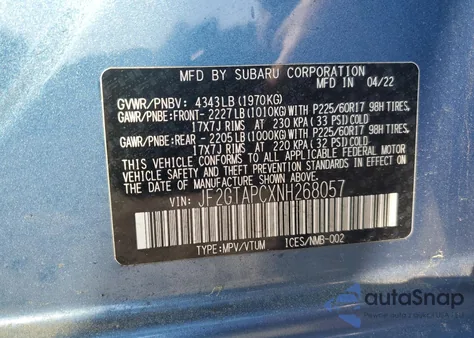 MFD BY SUBARU CORPORATION
MFD IN 04/22
GVWR/PNBV: 4343LB(1970KG)
GAWR/PNBE:FRONT- 2227LB(1010KG)WITH P225/60R17 98H TIRES,
17X7J RIMS AT 230 KPA (33 PSI)COLD
GAWR/PNBE:REAR - 2205LB(1000KG)WITH P225/60R17 98H TIRES,
17X7J RIMS AT 220 KPA (32 PSI)COLD
THIS VEHICLE CONFORMS TO ALL APPLICABLE
FEDERAL MOTOR VEHICLE SAFETY, BUMPER,
AND THEFT PREVENTION STANDARDS IN EFFECT
ON THE DATE OF MANUFACTURE SHOWN ABOVE.
VIN: JF2GTAPCXNH268057
TYPE:MPV/VTUM ICES/NMB-002
autoSnap